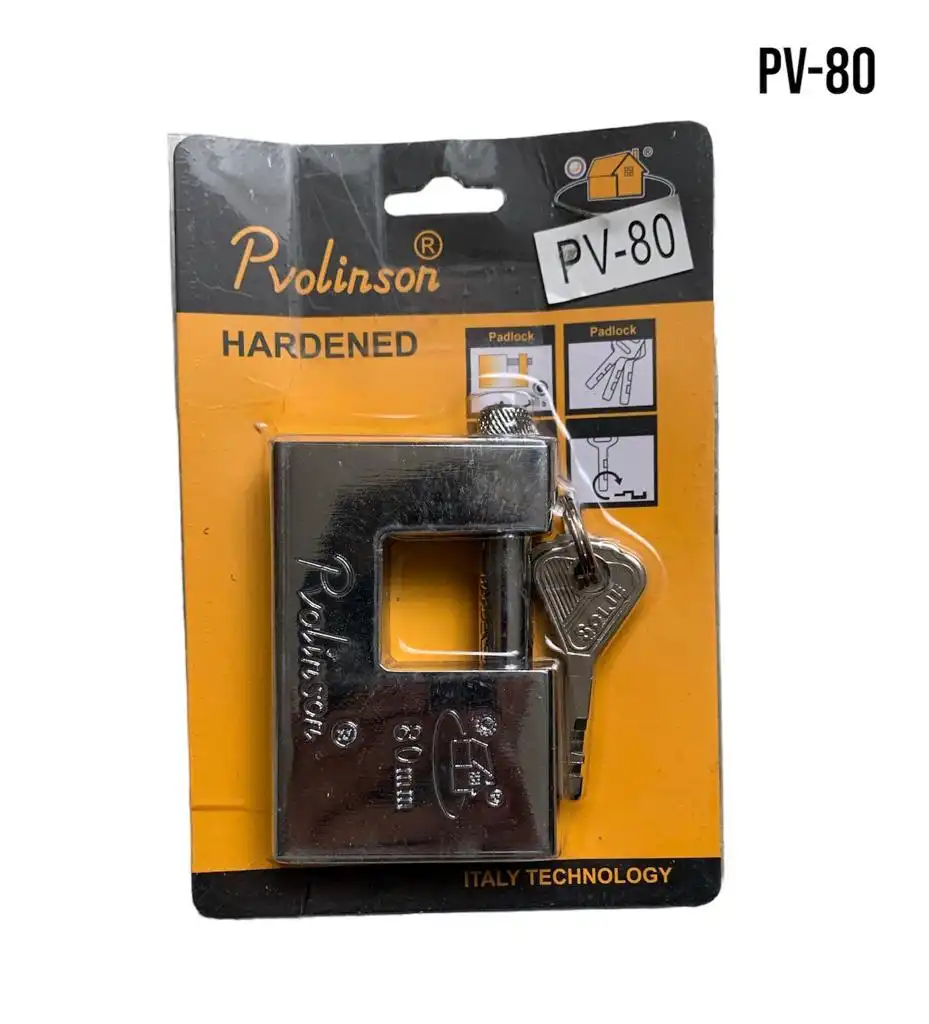 PV-80
PV-80
Pvolinson®
HARDENED
Padlock
Padlock
Pvolinson®
80mm
ITALY TECHNOLOGY